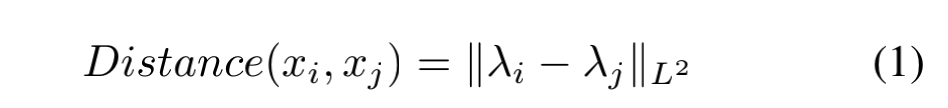 Distance(x_i, x_j) = ‖λ_i − λ_j‖_{L^2} (1)